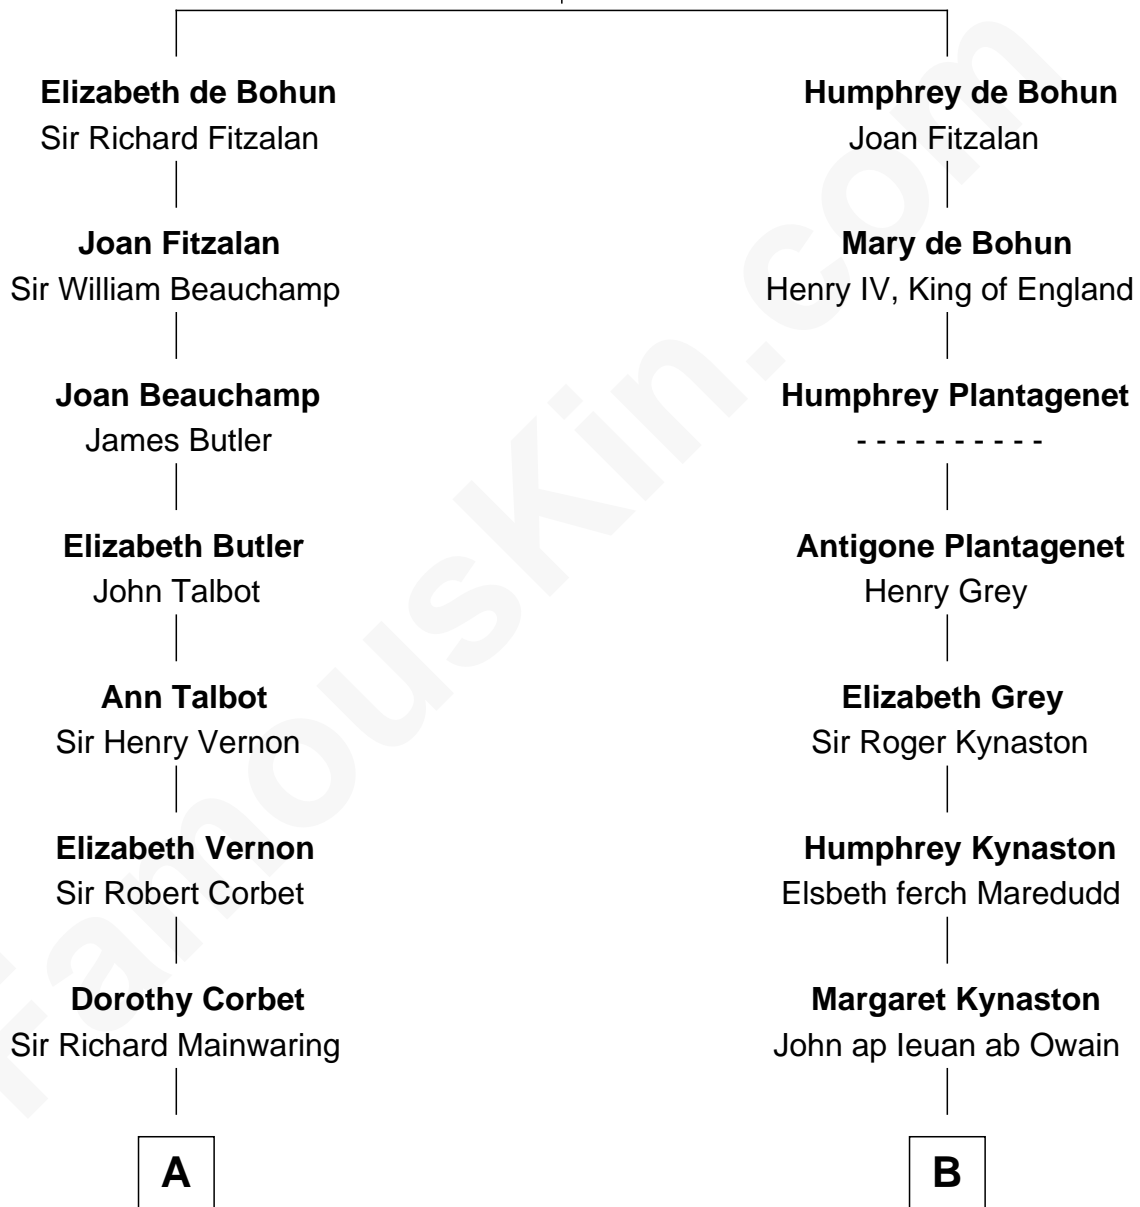 Elizabeth de Bohun
Sir Richard Fitzalan
Joan Fitzalan
Sir William Beauchamp
Joan Beauchamp
James Butler
Elizabeth Butler
John Talbot
Ann Talbot
Sir Henry Vernon
Elizabeth Vernon
Sir Robert Corbet
Dorothy Corbet
Sir Richard Mainwaring
A
Humphrey de Bohun
Joan Fitzalan
Mary de Bohun
Henry IV, King of England
Humphrey Plantagenet
- - - - - - - - - -
Antigone Plantagenet
Henry Grey
Elizabeth Grey
Sir Roger Kynaston
Humphrey Kynaston
Elsbeth ferch Maredudd
Margaret Kynaston
John ap Ieuan ab Owain
B
FamousKin.com